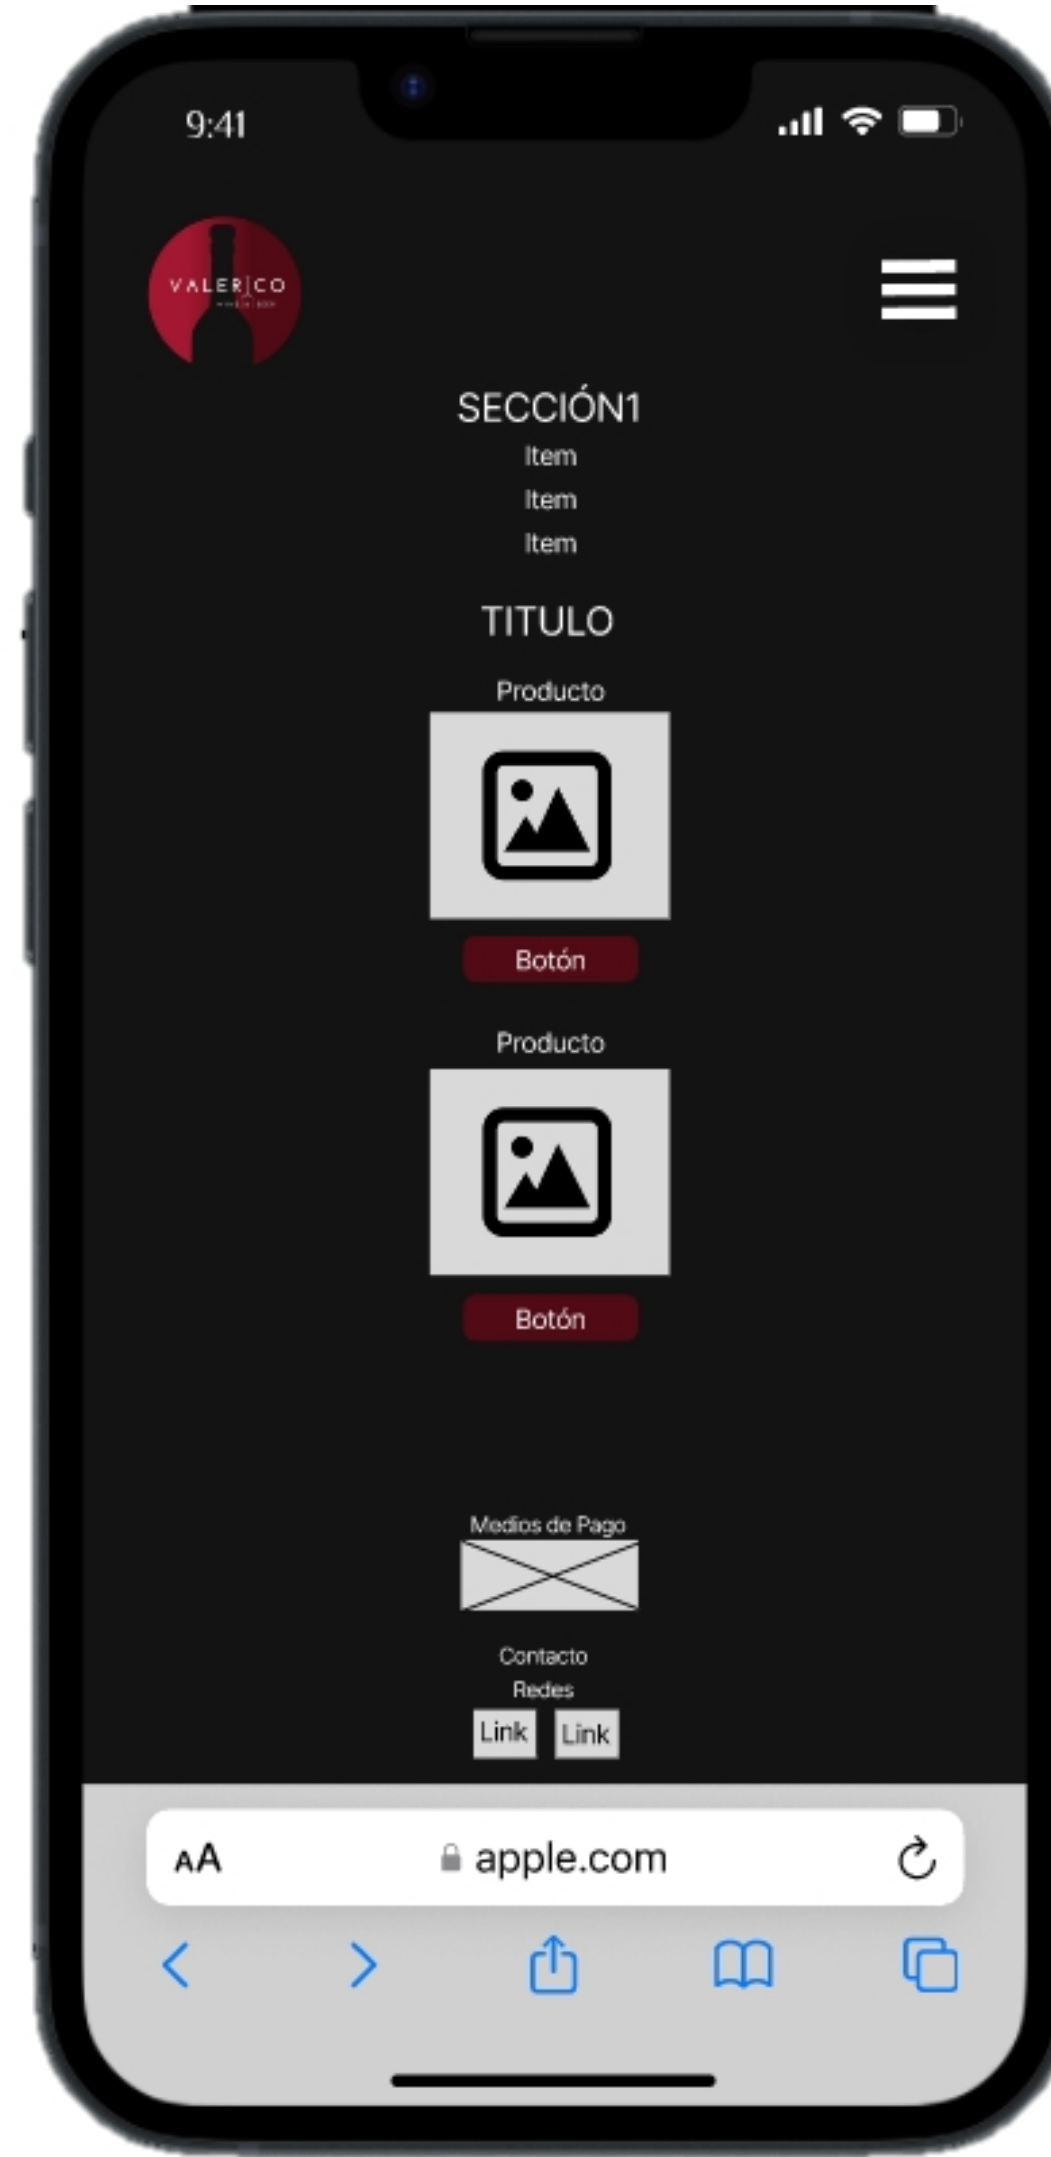 9:41
VALERICO
SECCIÓN1
Item
Item
Item
TITULO
Producto
Botón
Producto
Botón
Medios de Pago
Contacto
Redes
Link Link
AA apple.com